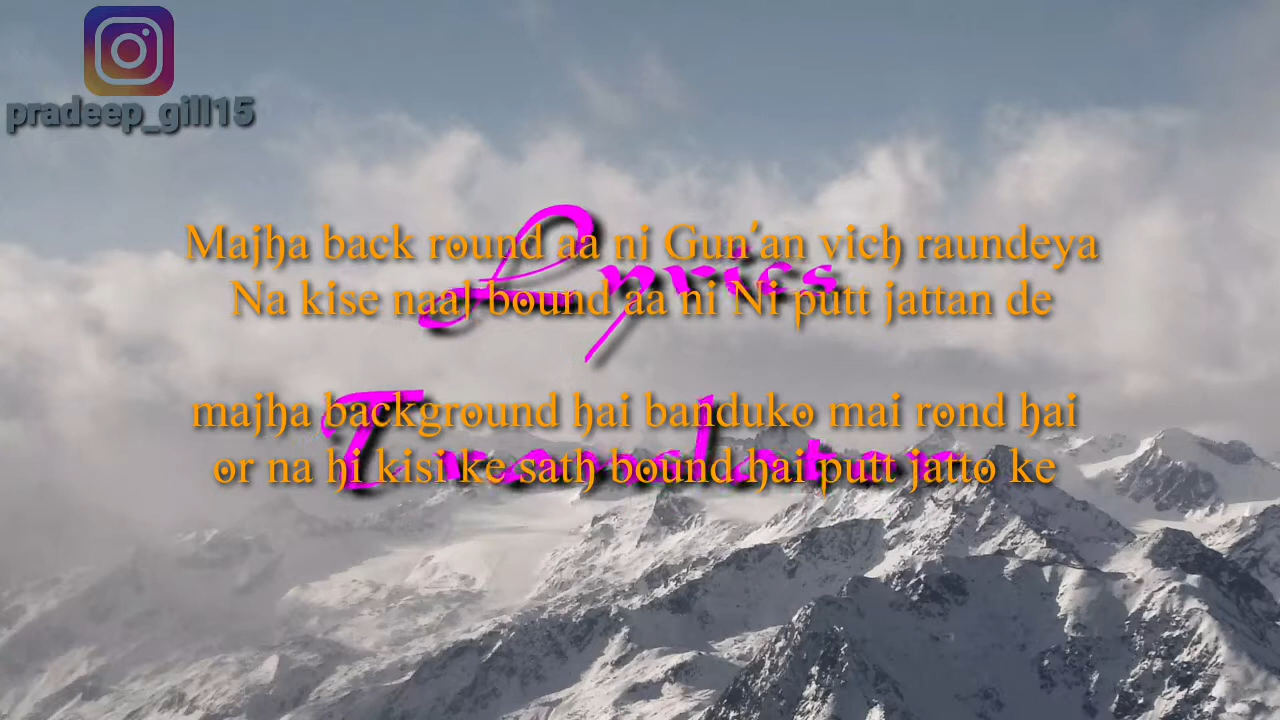 pradeep_gill15
Majha back round aa ni Gun'an vich raundeya
Na kise naal bound aa ni Ni putt jattan de
Lyrics
majha background hai banduko mai rond hai
or na hi kisi ke sath bound hai putt jatto ke
Translator